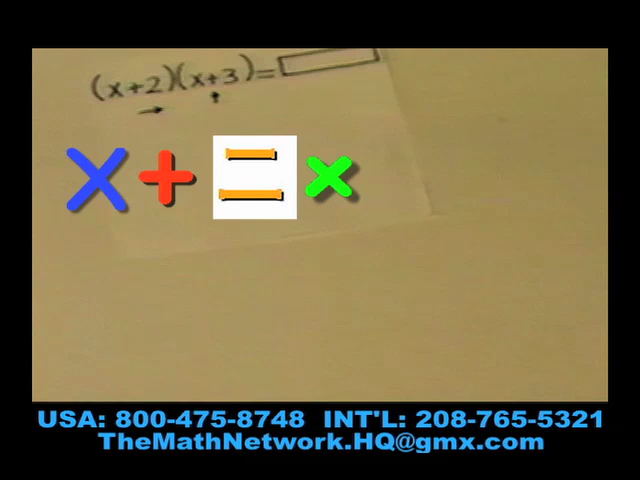 (x+2)(x+3)=
X + = ×
USA: 800-475-8748 INT'L: 208-765-5321
TheMathNetwork.HQ@gmx.com